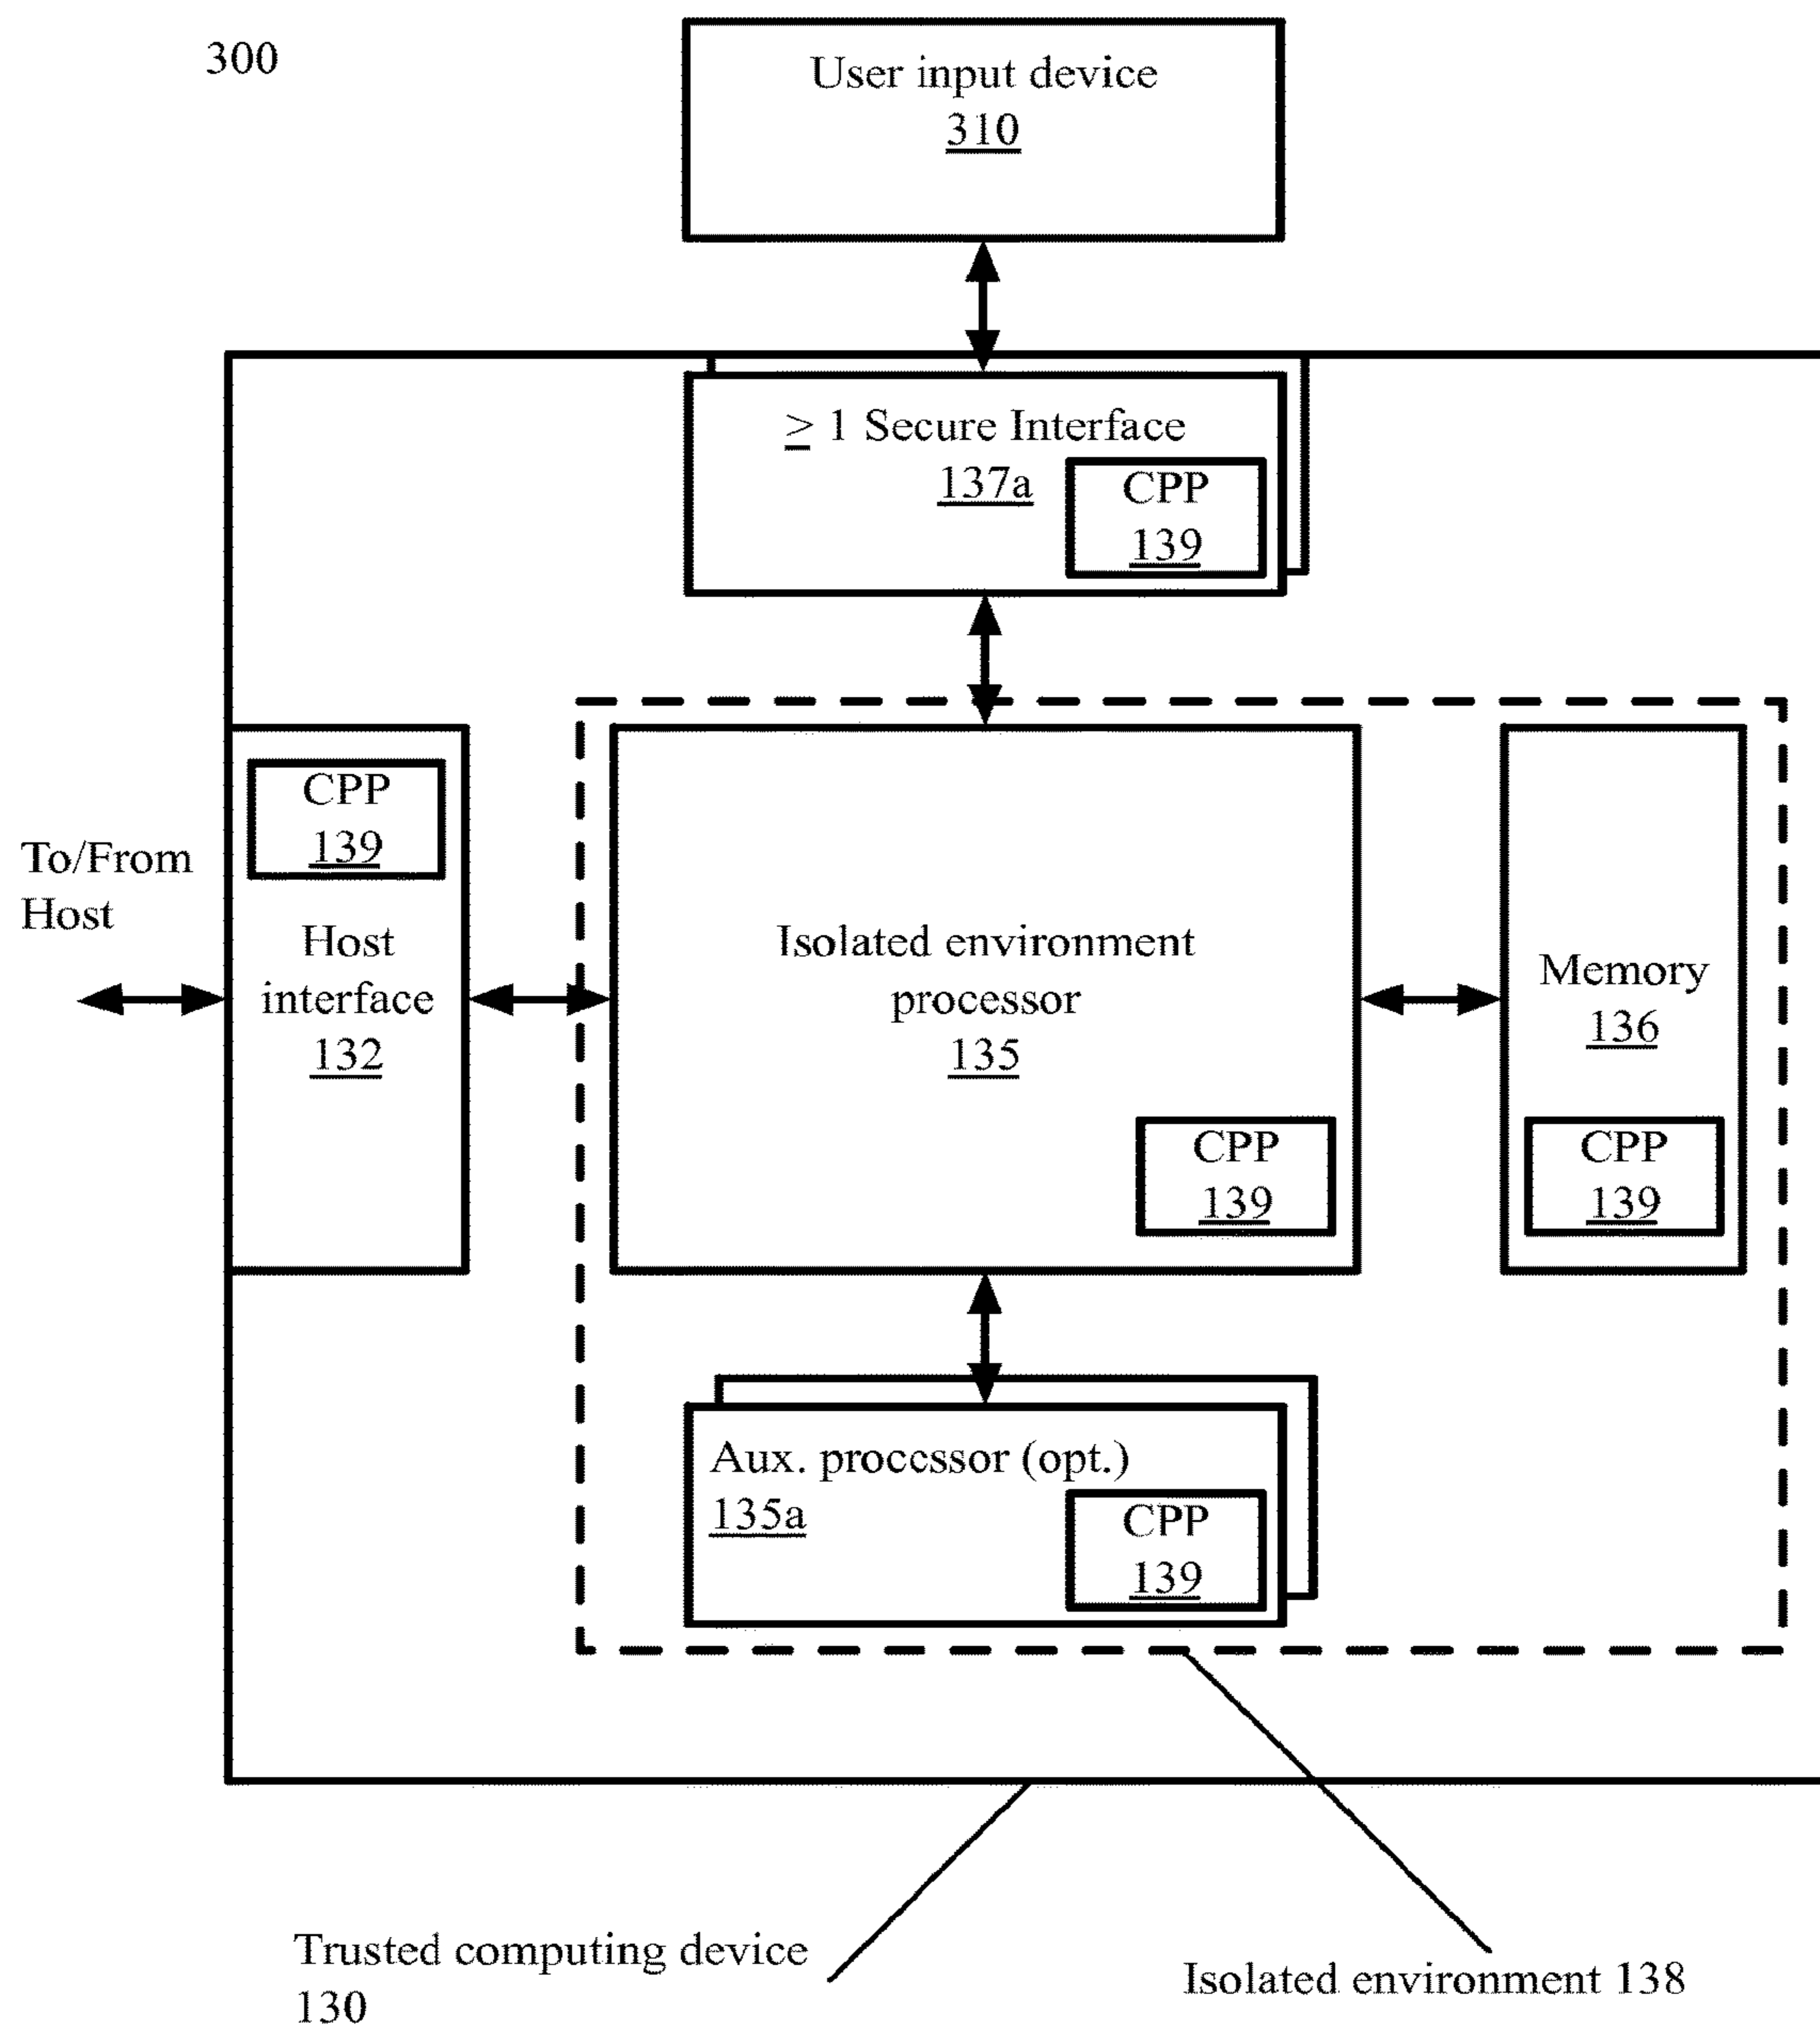 300
User input device
310
≥ 1 Secure Interface
137a
CPP
139
To/From
Host
CPP
139
Host
interface
132
Isolated environment
processor
135
CPP
139
Memory
136
CPP
139
Aux. processor (opt.)
135a
CPP
139
Trusted computing device
130
Isolated environment 138